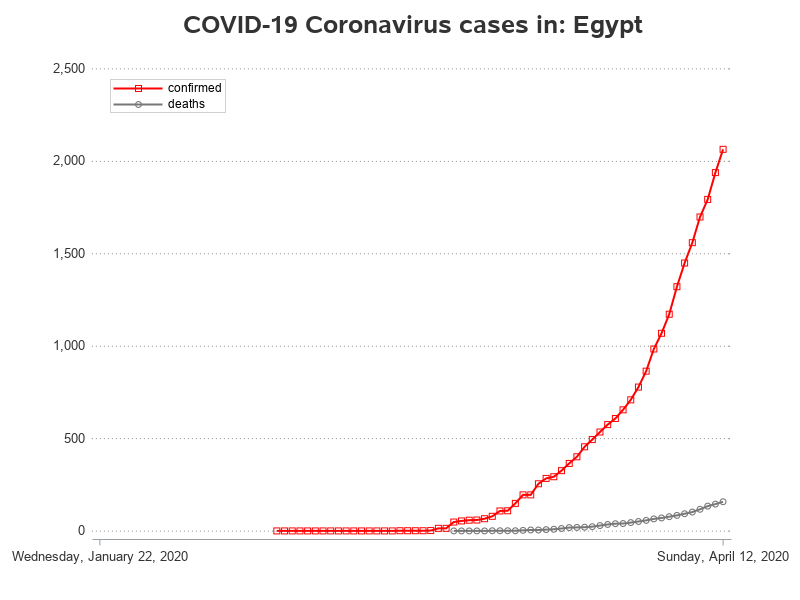 COVID-19 Coronavirus cases in: Egypt
2,500
confirmed
deaths
2,000
1,500
1,000
500
0
Wednesday, January 22, 2020
Sunday, April 12, 2020